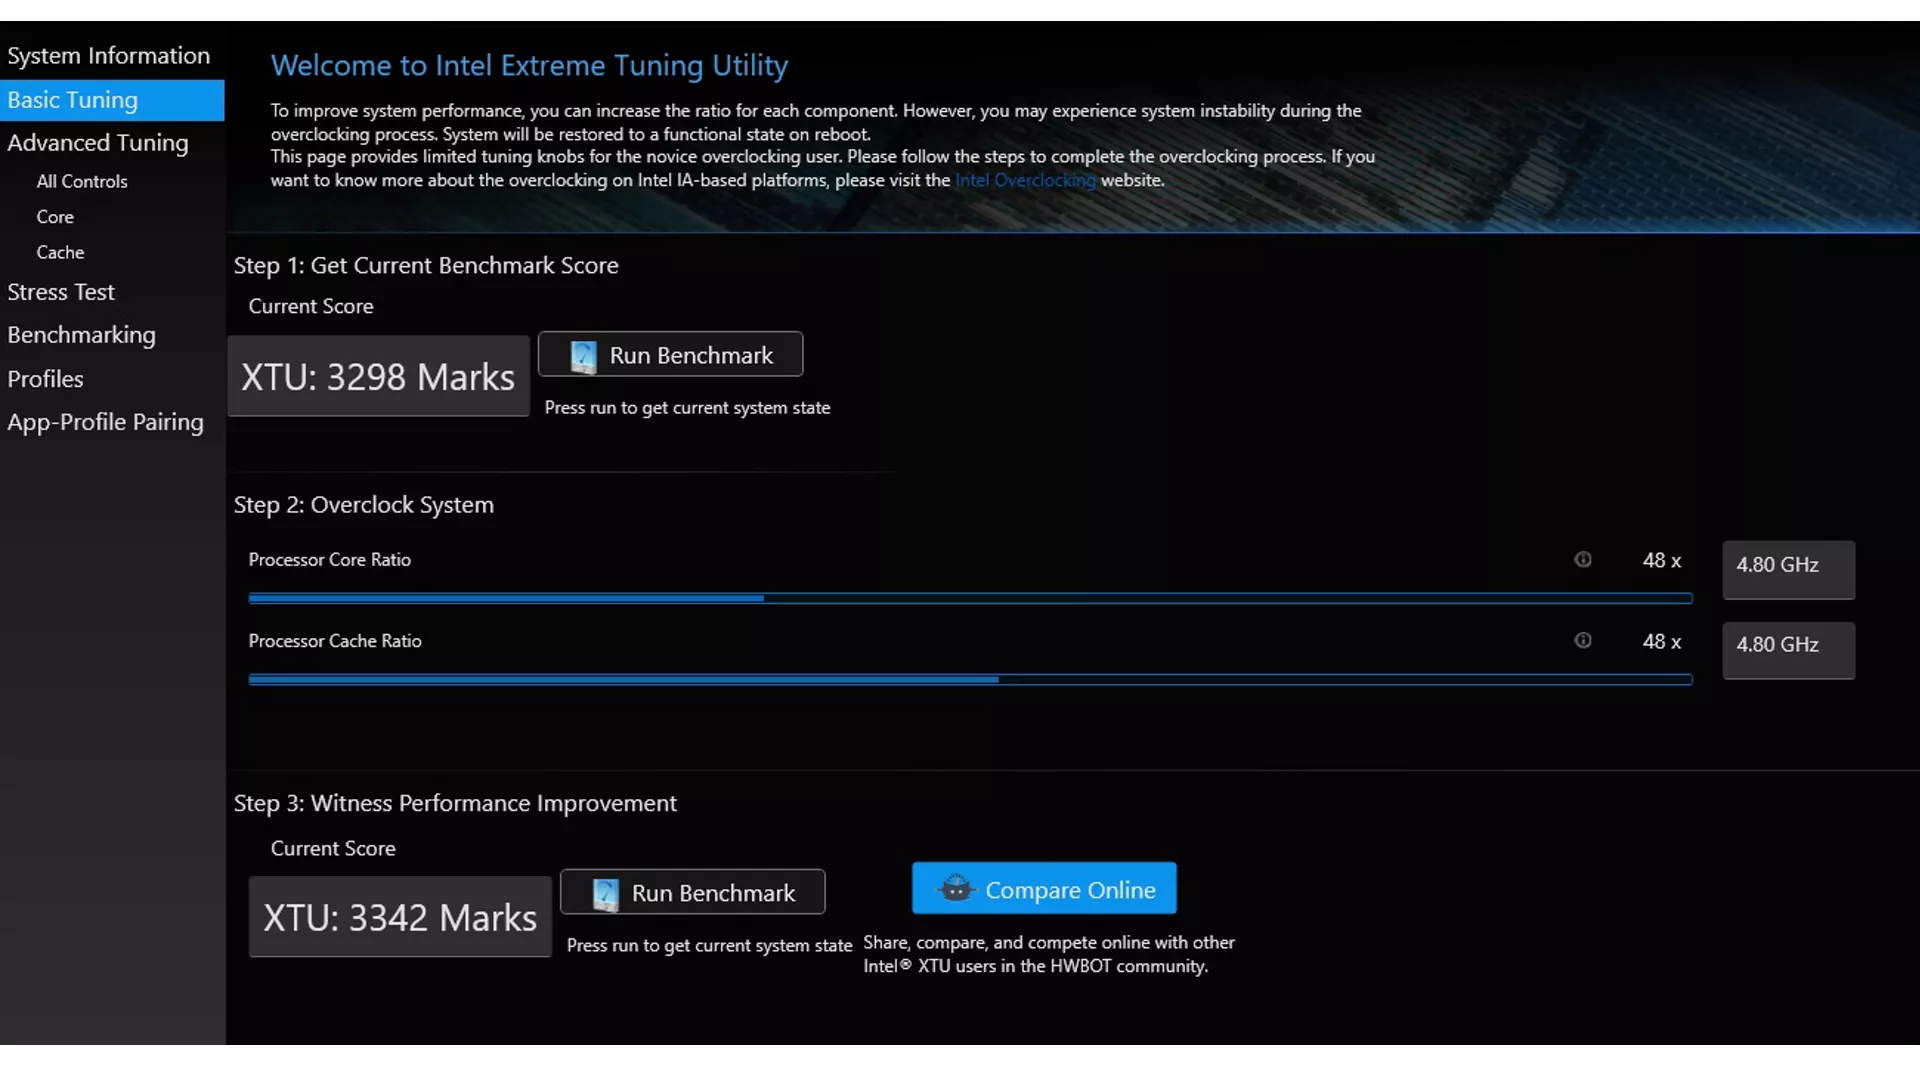 System Information
Basic Tuning
Advanced Tuning
All Controls
Core
Cache
Stress Test
Benchmarking
Profiles
App-Profile Pairing
Welcome to Intel Extreme Tuning Utility
To improve system performance, you can increase the ratio for each component. However, you may experience system instability during the
overclocking process. System will be restored to a functional state on reboot.
This page provides limited tuning knobs for the novice overclocking user. Please follow the steps to complete the overclocking process. If you
want to know more about the overclocking on Intel IA-based platforms, please visit the Intel Overclocking website.
Step 1: Get Current Benchmark Score
Current Score
XTU: 3298 Marks
Run Benchmark
Press run to get current system state
Step 2: Overclock System
Processor Core Ratio
48 x
4.80 GHz
Processor Cache Ratio
48 x
4.80 GHz
Step 3: Witness Performance Improvement
Current Score
XTU: 3342 Marks
Run Benchmark
Press run to get current system state
Compare Online
Share, compare, and compete online with other
Intel® XTU users in the HWBOT community.